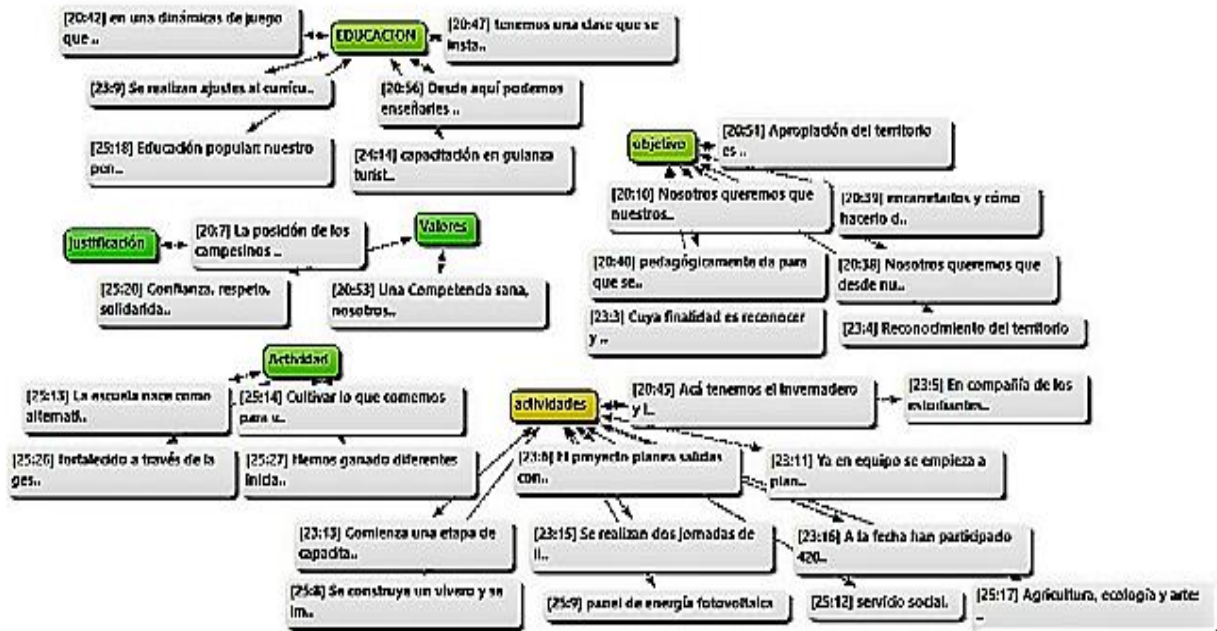 [20:42] en una dinámicas de juego
que ..
EDUCACION
[20:47] tenemos una clase que se
insta..
[23:9] Se realizan ajustes al curricu..
[20:56] Desde aquí podemos
enseñarles ..
[25:18] Educación popular: nuestro
pen..
[24:14] capacitación en guianza
turist..
objetivo
[20:51] Apropiación del territorio
es ..
[20:10] Nosotros queremos que
nuestros..
[20:39] encarretarlos y cómo
hacerlo d..
[20:40] pedagógicamente da para
que se..
[20:38] Nosotros queremos que
desde nu..
[23:3] Cuya finalidad es reconocer
y ..
[23:4] Reconocimiento del territorio
Justificación
[20:7] La posición de los
campesinos ..
Valores
[25:20] Confianza, respeto,
solidarida..
[20:53] Una Competencia sana,
nosotros..
Actividad
[25:13] La escuela nace como
alternati..
[25:14] Cultivar lo que comemos
para v..
[25:26] fortalecido a través de la
ges..
[25:27] Hemos ganado diferentes
inicia..
actividades
[20:45] Acá tenemos el invernadero
y l..
[23:5] En compañía de los
estudiantes..
[23:6] El proyecto planea salidas
con..
[23:11] Ya en equipo se empieza a
plan..
[23:13] Comienza una etapa de
capacita..
[23:15] Se realizan dos jornadas de
[23:16] A la fecha han participado
420..
[25:8] Se construye un vivero y se
im..
[25:9] panel de energía fotovoltaica
[25:12] servicio social.
[25:17] Agricultura, ecología y arte:
..